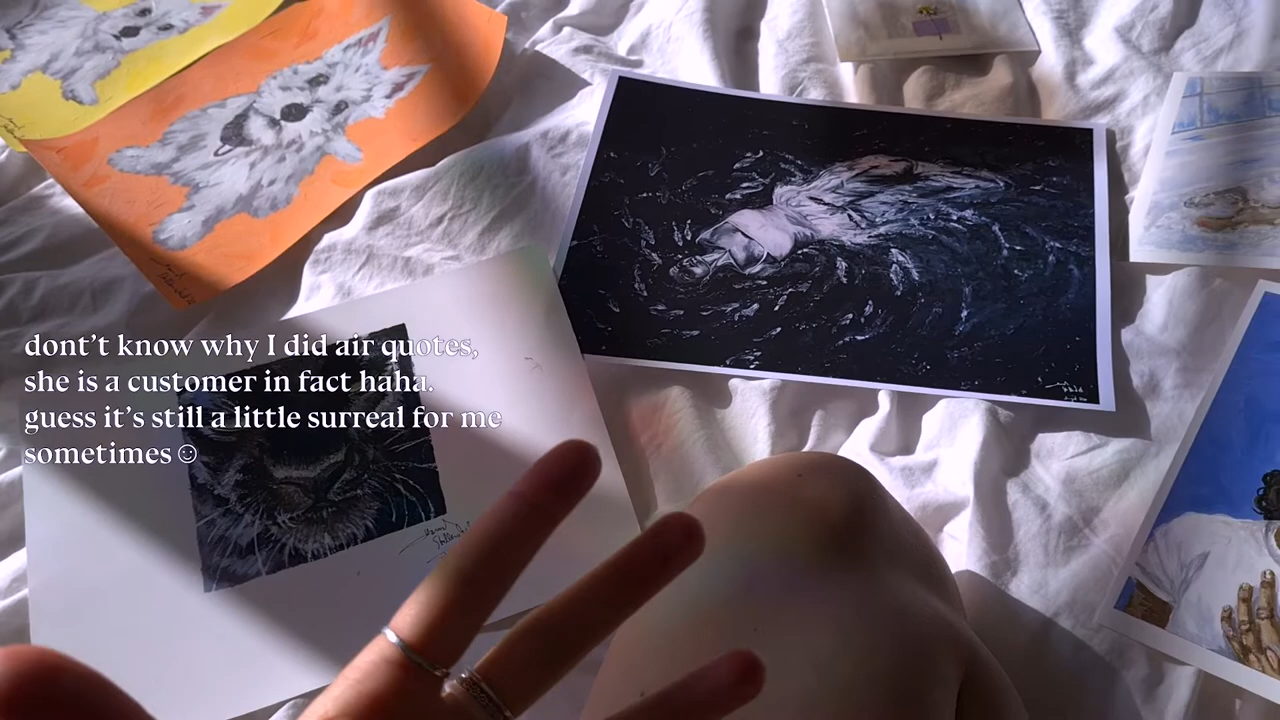 dont't know why I did air quotes,
she is a customer in fact haha.
guess it's still a little surreal for me
sometimes☺